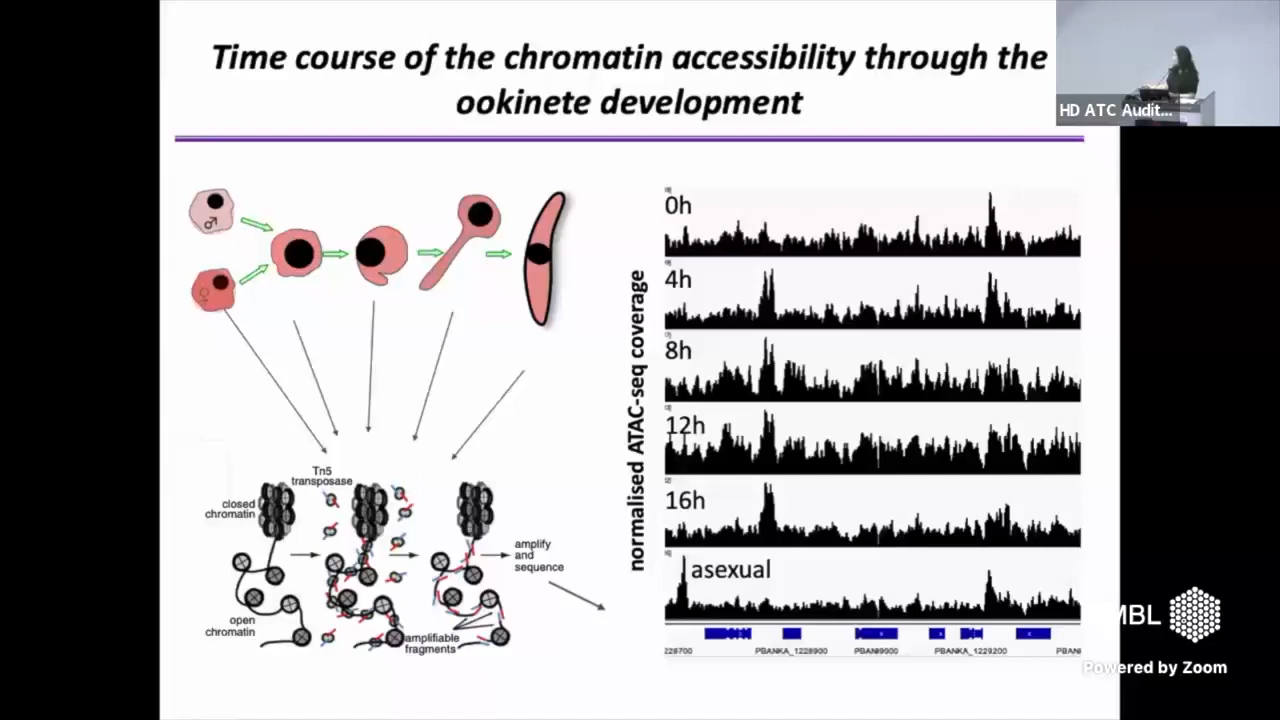 Time course of the chromatin accessibility through the
ookinete development
HD ATC Audit...
normalised ATAC-seq coverage
0h
4h
8h
12h
16h
asexual
Tn5
transposase
closed
chromatin
open
chromatin
amplify
and
sequence
amplifiable
fragments
PBANKA_1228900
PBANKA_1229200
MBL
Powered by Zoom